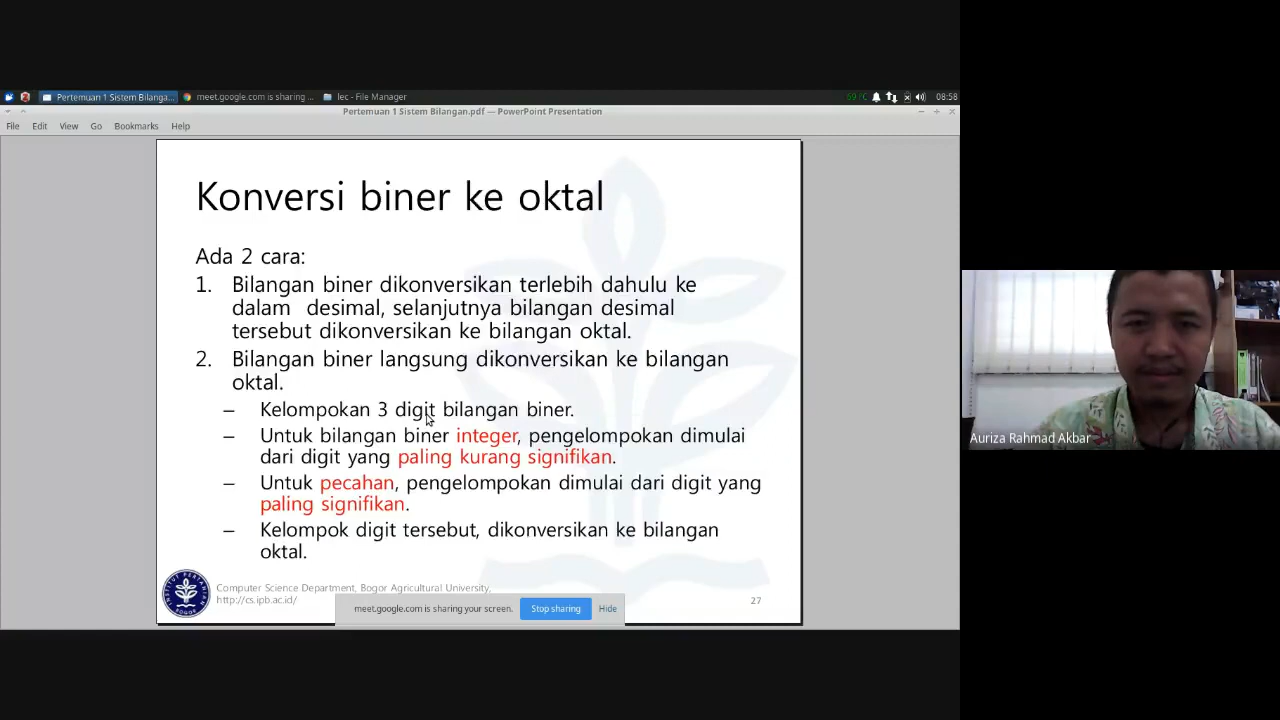 Pertemuan 1 Sistem Bilanga...
meet.google.com is sharing ...
lec - File Manager
08:58
Pertemuan 1 Sistem Bilangan.pdf — PowerPoint Presentation
File Edit View Go Bookmarks Help
Konversi biner ke oktal
Ada 2 cara:
1. Bilangan biner dikonversikan terlebih dahulu ke
dalam desimal, selanjutnya bilangan desimal
tersebut dikonversikan ke bilangan oktal.
2. Bilangan biner langsung dikonversikan ke bilangan
oktal.
– Kelompokan 3 digit bilangan biner.
– Untuk bilangan biner integer, pengelompokan dimulai
dari digit yang paling kurang signifikan.
– Untuk pecahan, pengelompokan dimulai dari digit yang
paling signifikan.
– Kelompok digit tersebut, dikonversikan ke bilangan
oktal.
Computer Science Department, Bogor Agricultural University,
http://cs.ipb.ac.id/
27
meet.google.com is sharing your screen. Stop sharing Hide
Auriza Rahmad Akbar